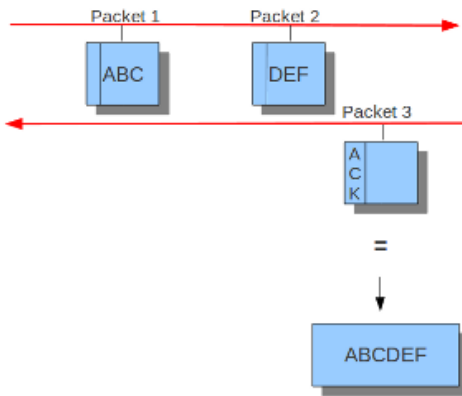 Packet 1
Packet 2
ABC
DEF
Packet 3
A
C
K
=
ABCDEF